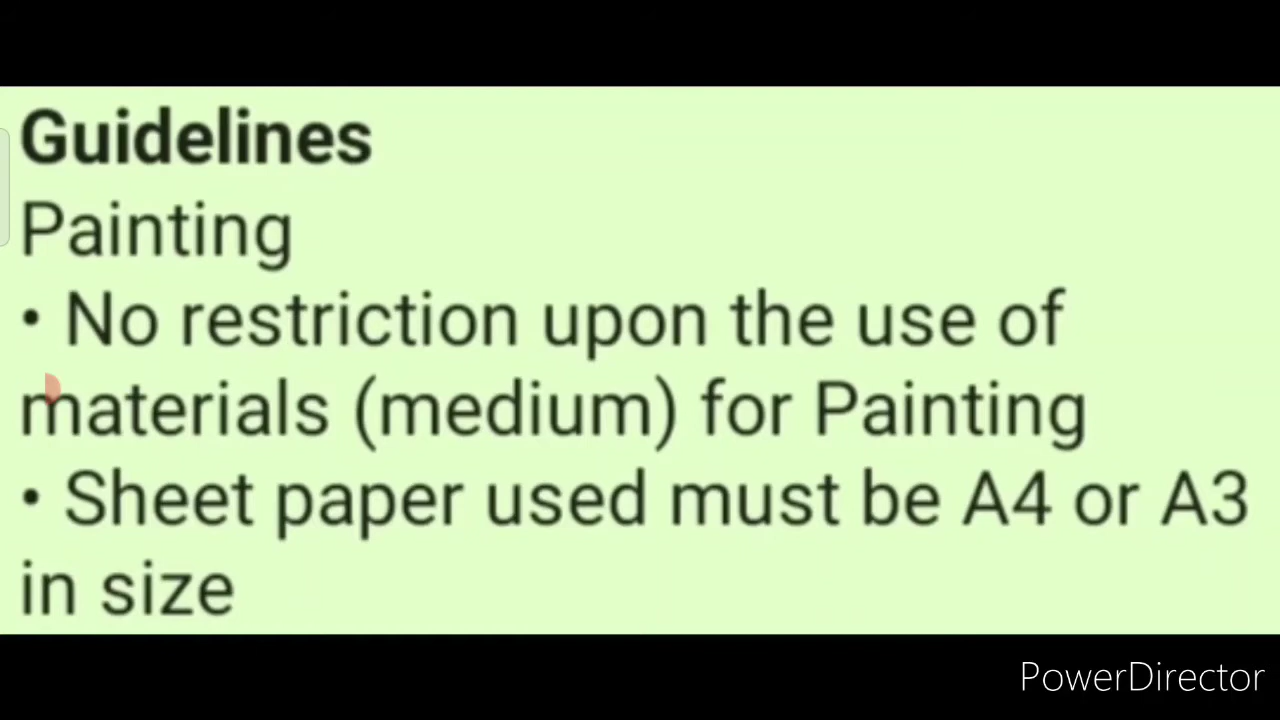 Guidelines
Painting
• No restriction upon the use of
materials (medium) for Painting
• Sheet paper used must be A4 or A3
in size
PowerDirector